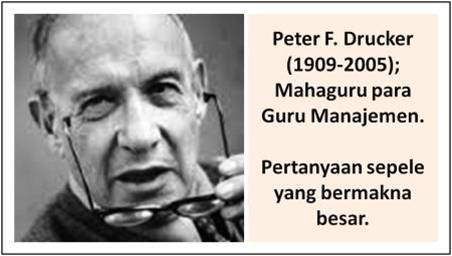 Peter F. Drucker
(1909-2005);
Mahaguru para
Guru Manajemen.
Pertanyaan sepele
yang bermakna
besar.